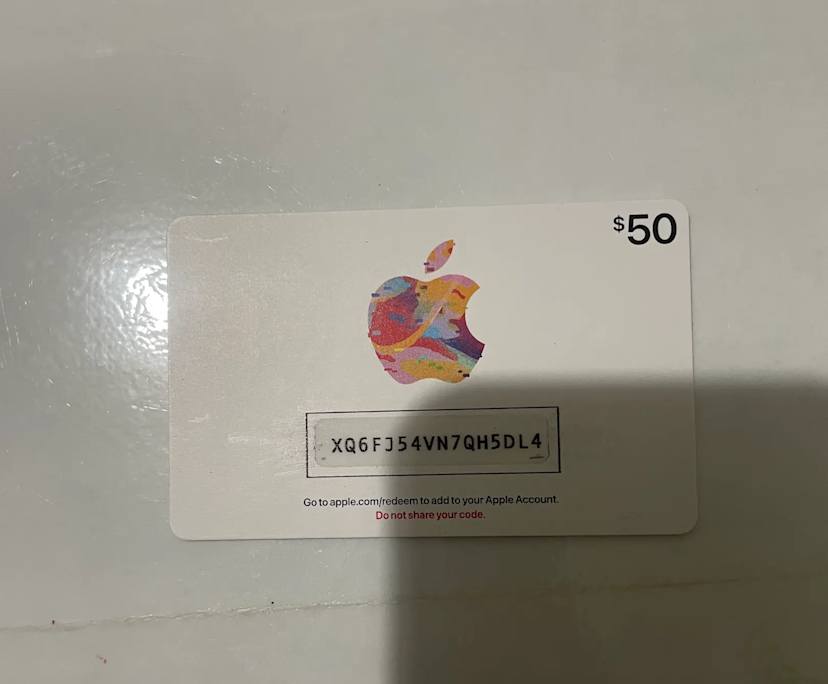 $50
XQ6FJ54VN7QH5DL4
Go to apple.com/redeem to add to your Apple Account.
Do not share your code.